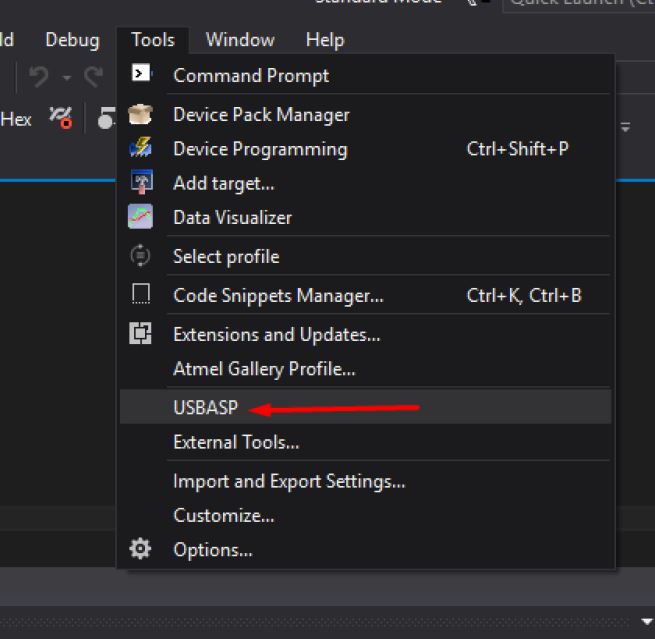 Standard Mode
Quick Launch (Ct
ld Debug Tools Window Help
Command Prompt
Hex
Device Pack Manager
Device Programming Ctrl+Shift+P
Add target...
Data Visualizer
Select profile
Code Snippets Manager... Ctrl+K, Ctrl+B
Extensions and Updates...
Atmel Gallery Profile...
USBASP
External Tools...
Import and Export Settings...
Customize...
Options...